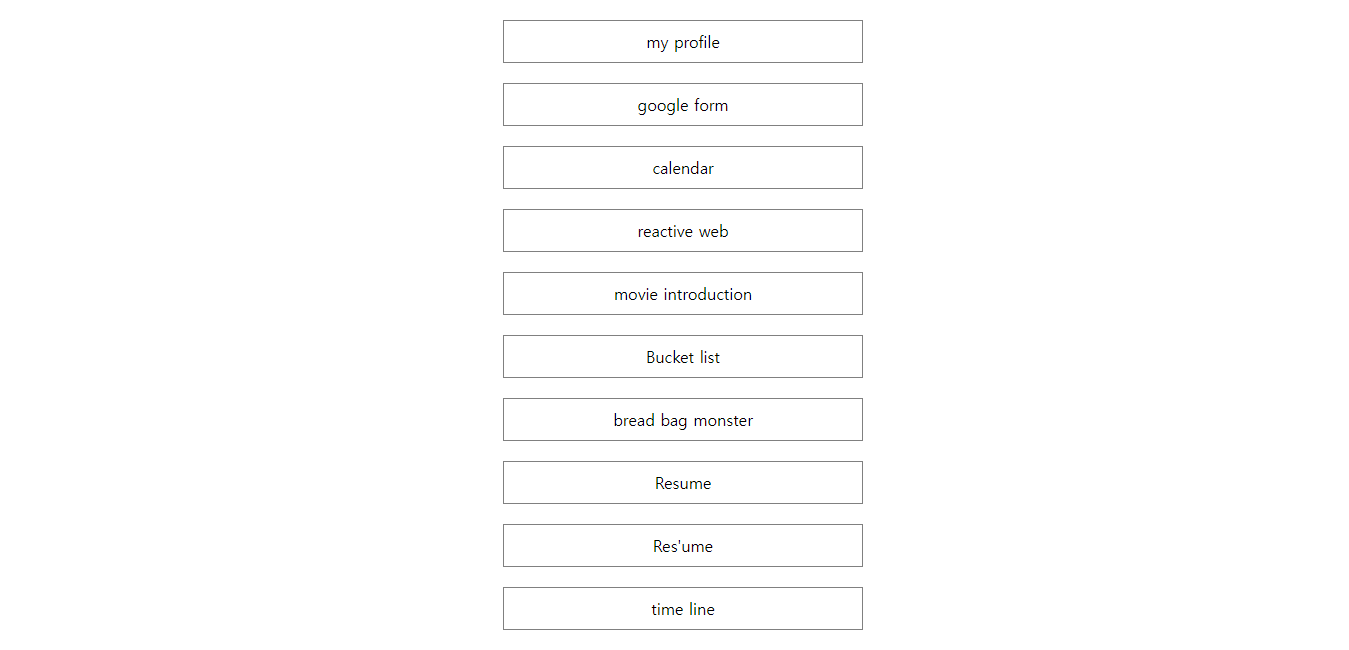 my profile
google form
calendar
reactive web
movie introduction
Bucket list
bread bag monster
Resume
Res'ume
time line